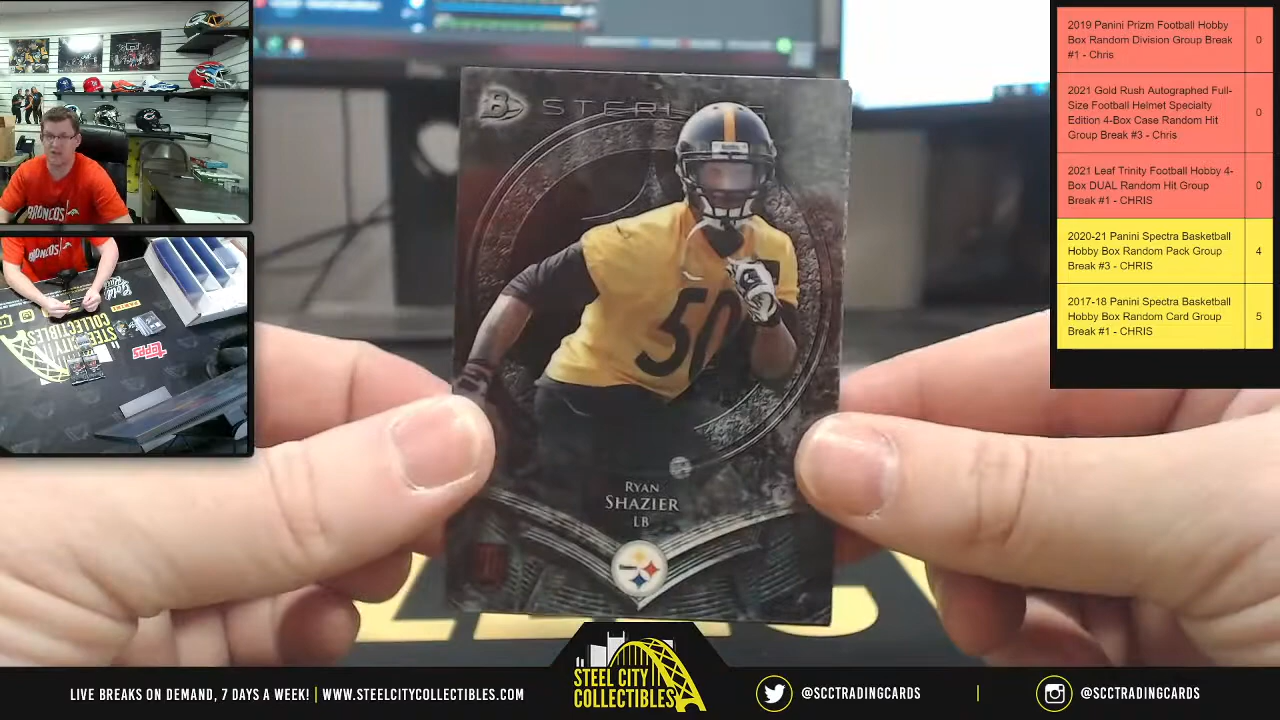 2019 Panini Prizm Football Hobby
Box Random Division Group Break
#1 - Chris
0
2021 Gold Rush Autographed Full-
Size Football Helmet Specialty
Edition 4-Box Case Random Hit
Group Break #3 - Chris
0
2021 Leaf Trinity Football Hobby 4-
Box DUAL Random Hit Group
Break #1 - CHRIS
0
2020-21 Panini Spectra Basketball
Hobby Box Random Pack Group
Break #3 - CHRIS
4
2017-18 Panini Spectra Basketball
Hobby Box Random Card Group
Break #1 - CHRIS
5
BRONCOS
BRONCOS
STEEL CITY
COLLECTIBLES
topps
B STERLING
50
RYAN
SHAZIER
LB
STEEL CITY
COLLECTIBLES
LIVE BREAKS ON DEMAND, 7 DAYS A WEEK! | WWW.STEELCITYCOLLECTIBLES.COM
@SCCTRADINGCARDS | @SCCTRADINGCARDS